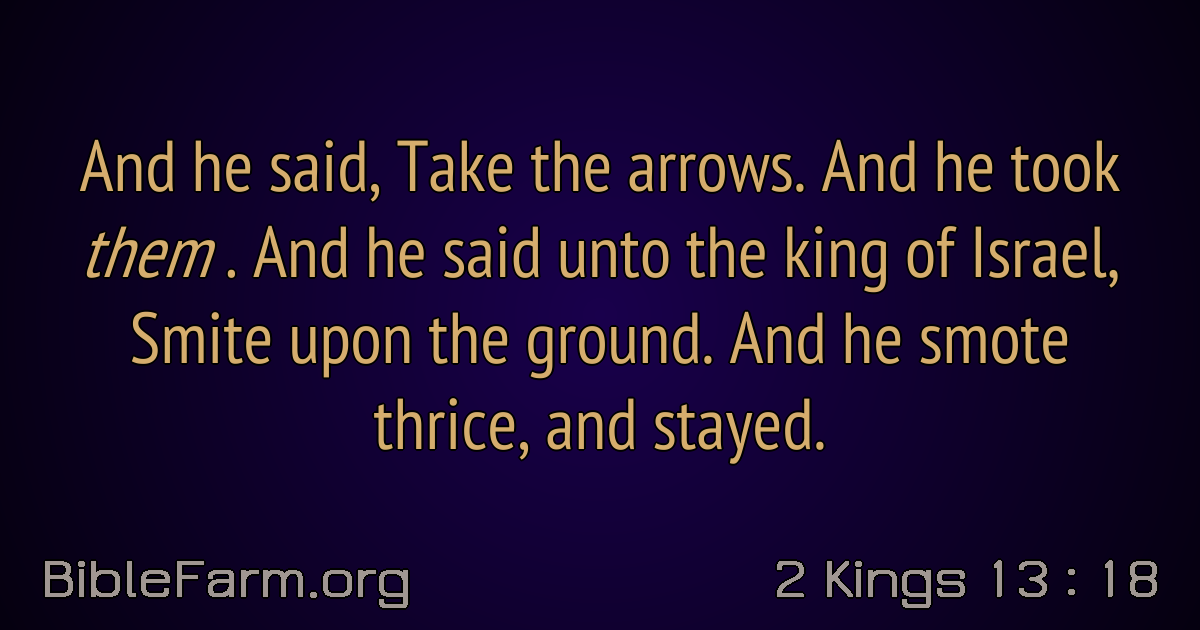 And he said, Take the arrows. And he took
them . And he said unto the king of Israel,
Smite upon the ground. And he smote
thrice, and stayed.
BibleFarm.org
2 Kings 13 : 18